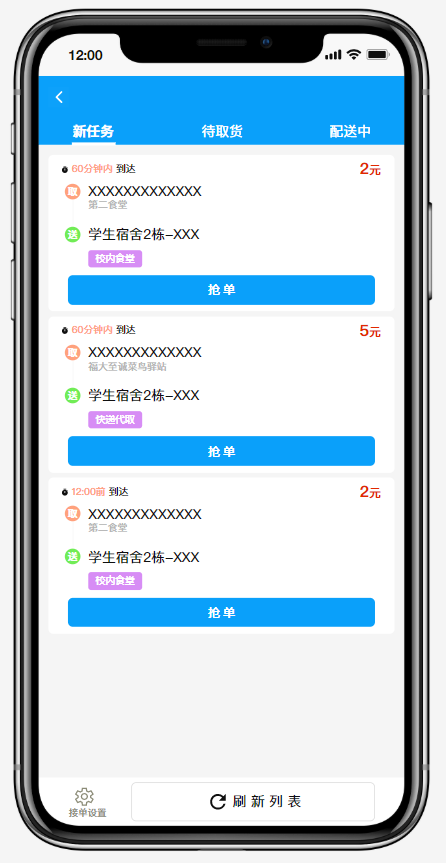 12:00
新任务 待取货 配送中
60分钟内 到达 2元
取 XXXXXXXXXXXXX
第二食堂
送 学生宿舍2栋-XXX
校内食堂
抢单
60分钟内 到达 5元
取 XXXXXXXXXXXXX
福大至诚菜鸟驿站
送 学生宿舍2栋-XXX
快递代取
抢单
12:00前 到达 2元
取 XXXXXXXXXXXXX
第二食堂
送 学生宿舍2栋-XXX
校内食堂
抢单
接单设置 刷新列表